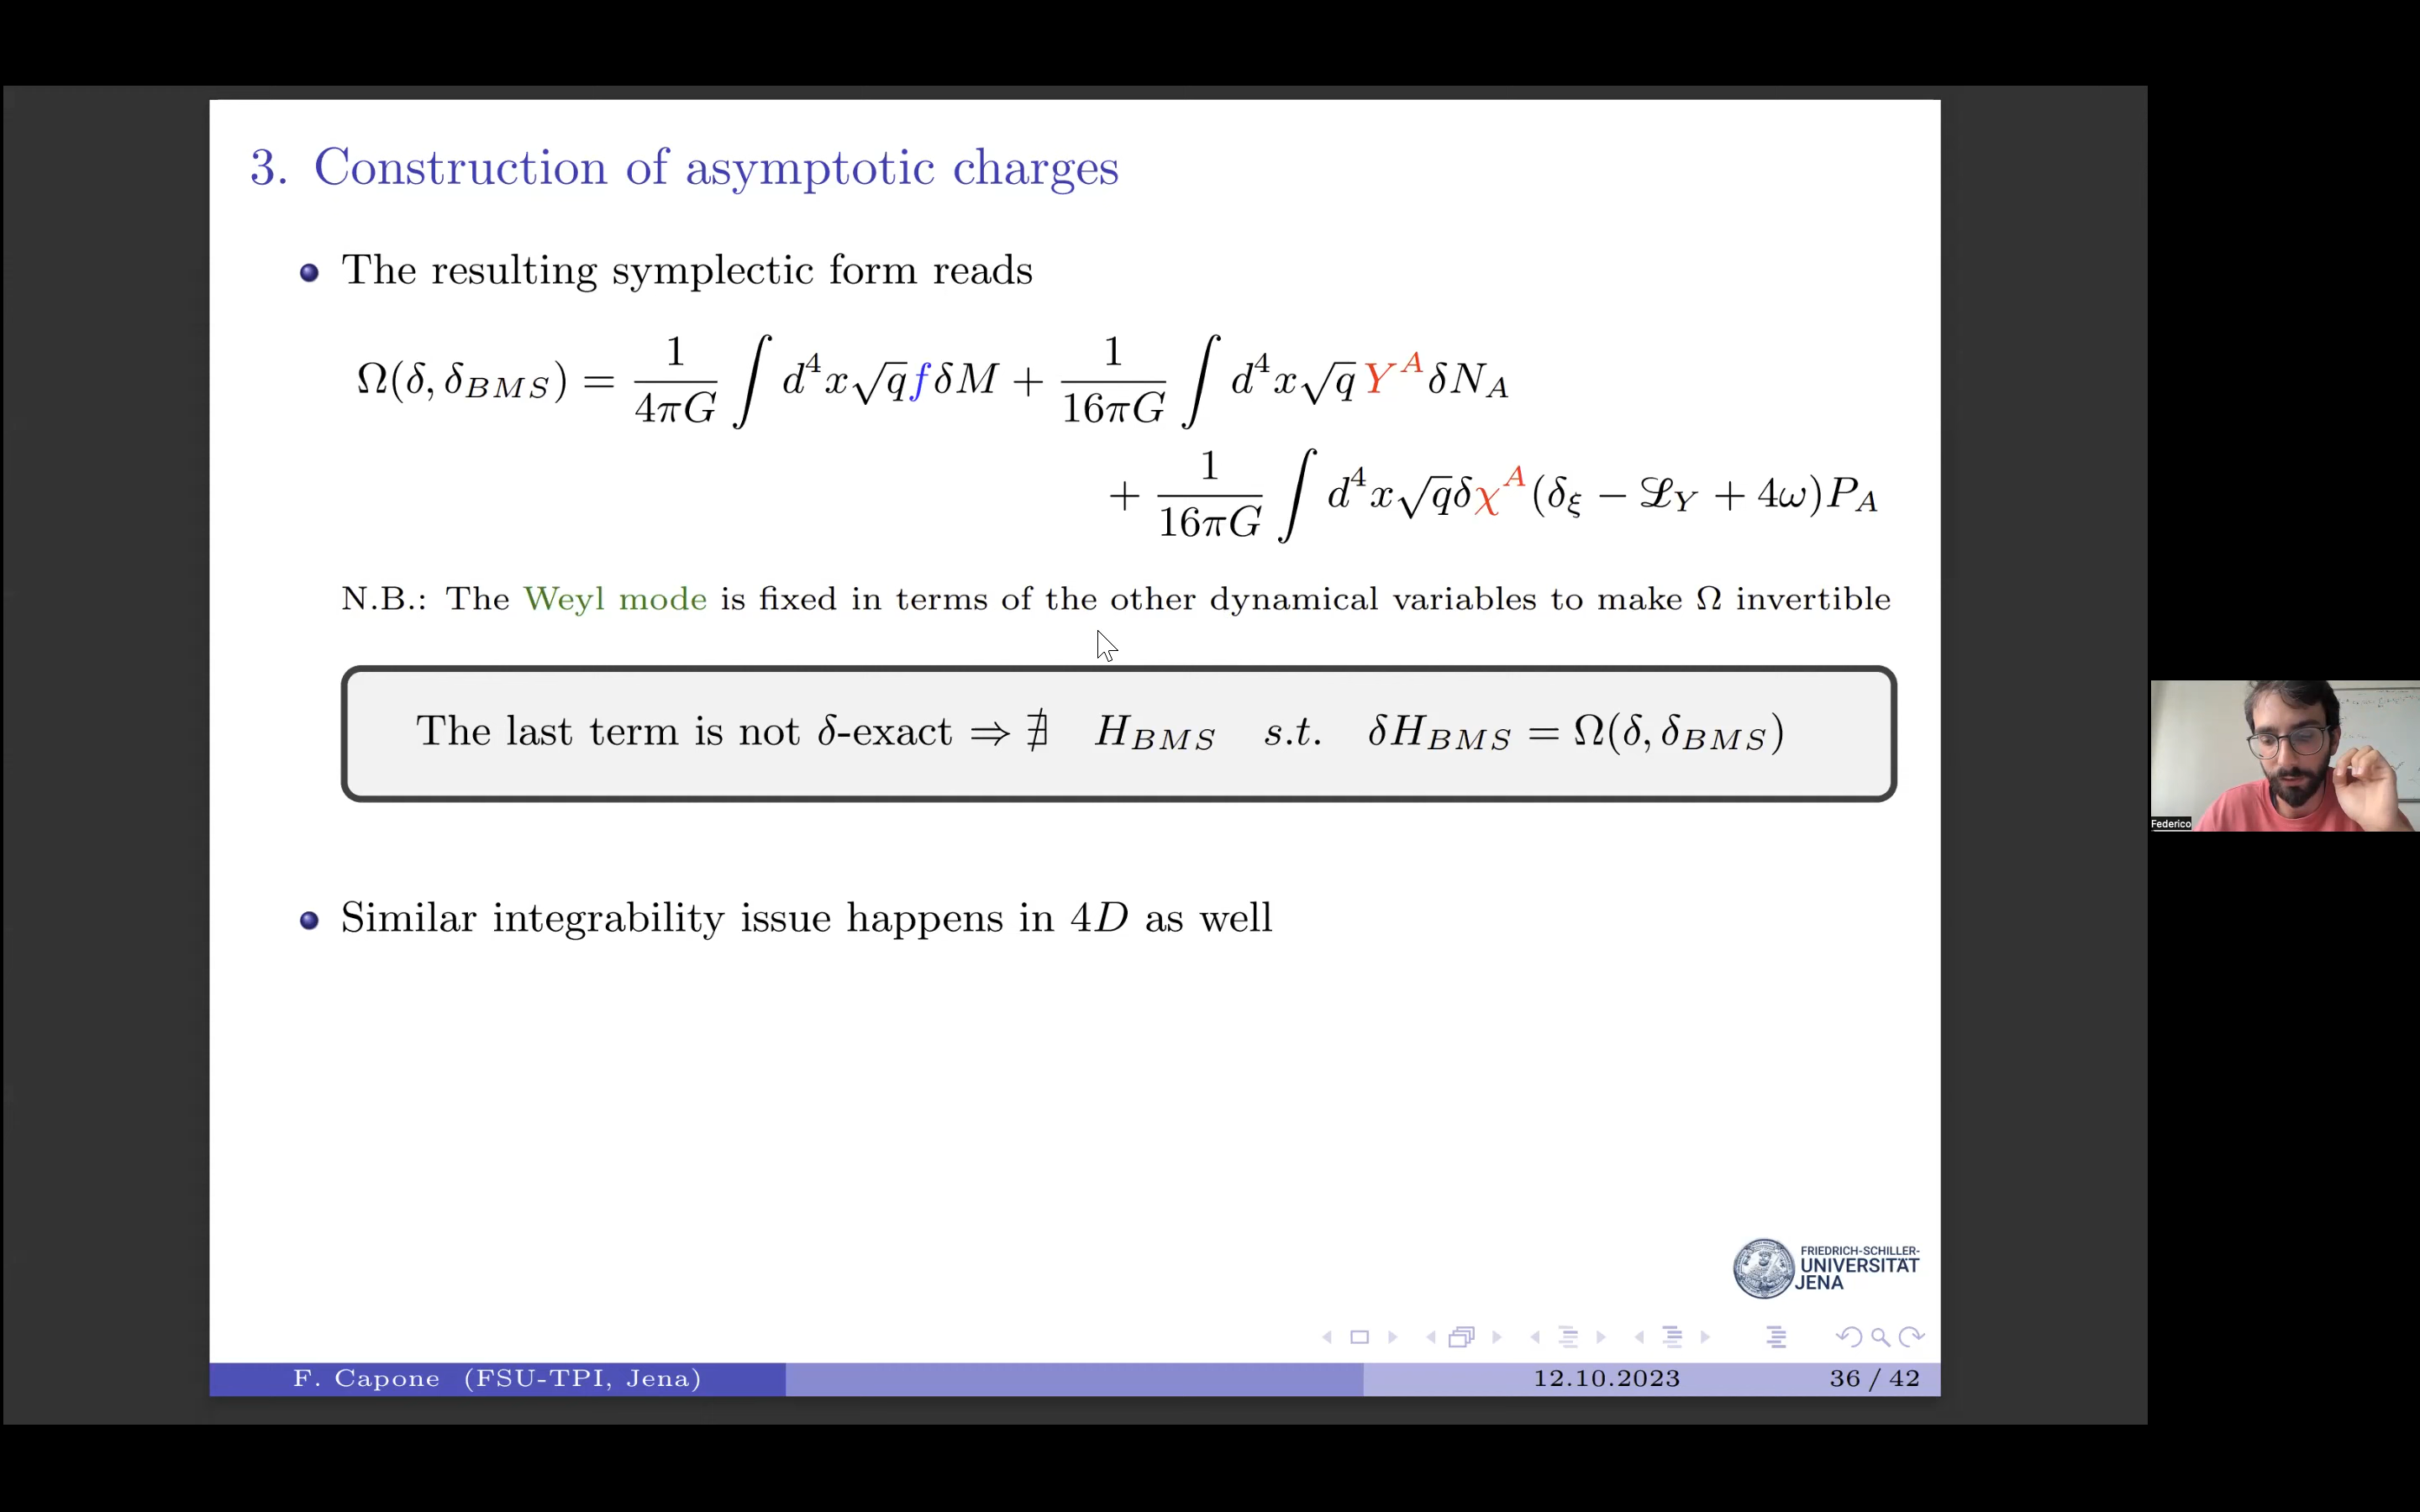 3. Construction of asymptotic charges
The resulting symplectic form reads
Ω(δ, δ_{BMS}) = \frac{1}{4πG} ∫ d⁴x√q f δM + \frac{1}{16πG} ∫ d⁴x√q Y^A δN_A
+ \frac{1}{16πG} ∫ d⁴x√q δχ^A (δ_ξ − ℒ_Y + 4ω)P_A
N.B.: The Weyl mode is fixed in terms of the other dynamical variables to make Ω invertible
The last term is not δ-exact ⇒ ∄ H_{BMS} s.t. δH_{BMS} = Ω(δ, δ_{BMS})
Similar integrability issue happens in 4D as well
FRIEDRICH-SCHILLER-
UNIVERSITÄT
JENA
F. Capone (FSU-TPI, Jena) 12.10.2023 36 / 42
Federico